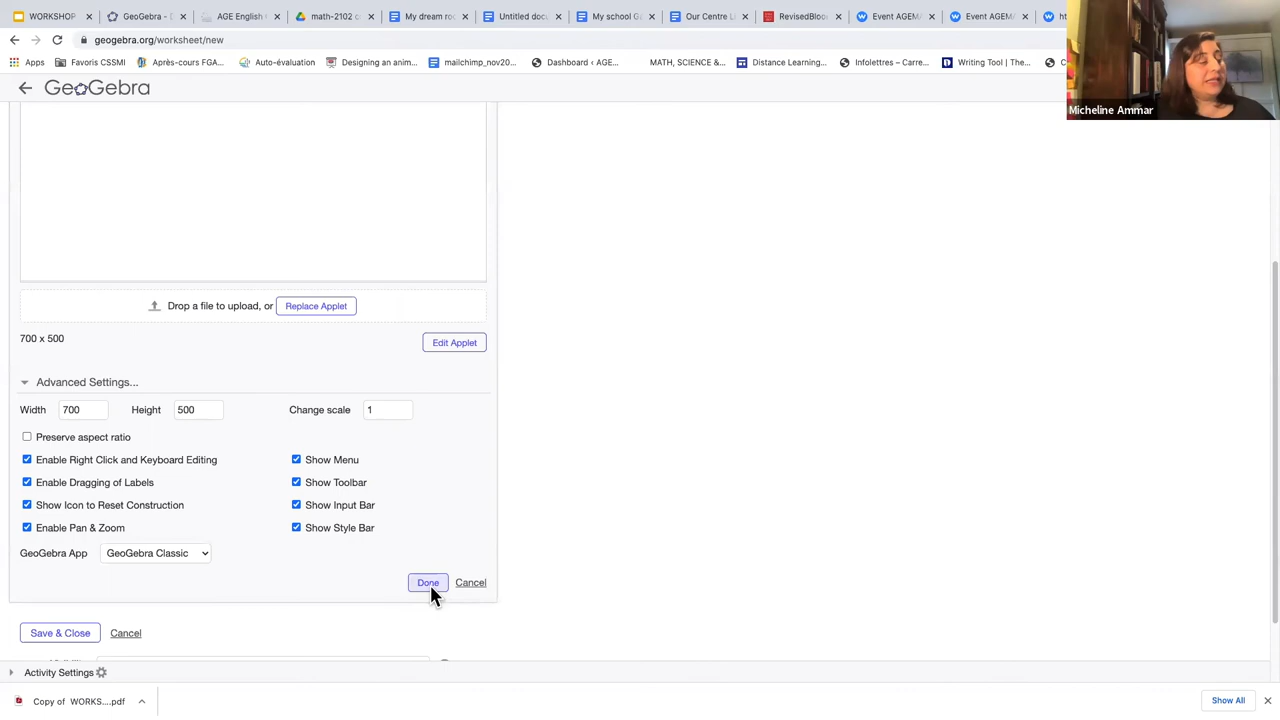 WORKSHOP
GeoGebra - D
AGE English
math-2102 c
My dream ro
Untitled doc
My school G
Our Centre L
RevisedBloo
Event AGEM
Event AGEM
ht
geogebra.org/worksheet/new
Apps
Favoris CSSMI
Après-cours FGA...
Auto-évaluation
Designing an anim...
mailchimp_nov20...
Dashboard ‹ AGE...
MATH, SCIENCE &...
Distance Learning...
Infolettres – Carre...
Writing Tool | The...
C
Micheline Ammar
GeoGebra
Drop a file to upload, or Replace Applet
700 x 500
Edit Applet
Advanced Settings...
Width 700 Height 500 Change scale 1
Preserve aspect ratio
Enable Right Click and Keyboard Editing Show Menu
Enable Dragging of Labels Show Toolbar
Show Icon to Reset Construction Show Input Bar
Enable Pan & Zoom Show Style Bar
GeoGebra App GeoGebra Classic
Done Cancel
Save & Close Cancel
Activity Settings
Copy of WORKS....pdf
Show All